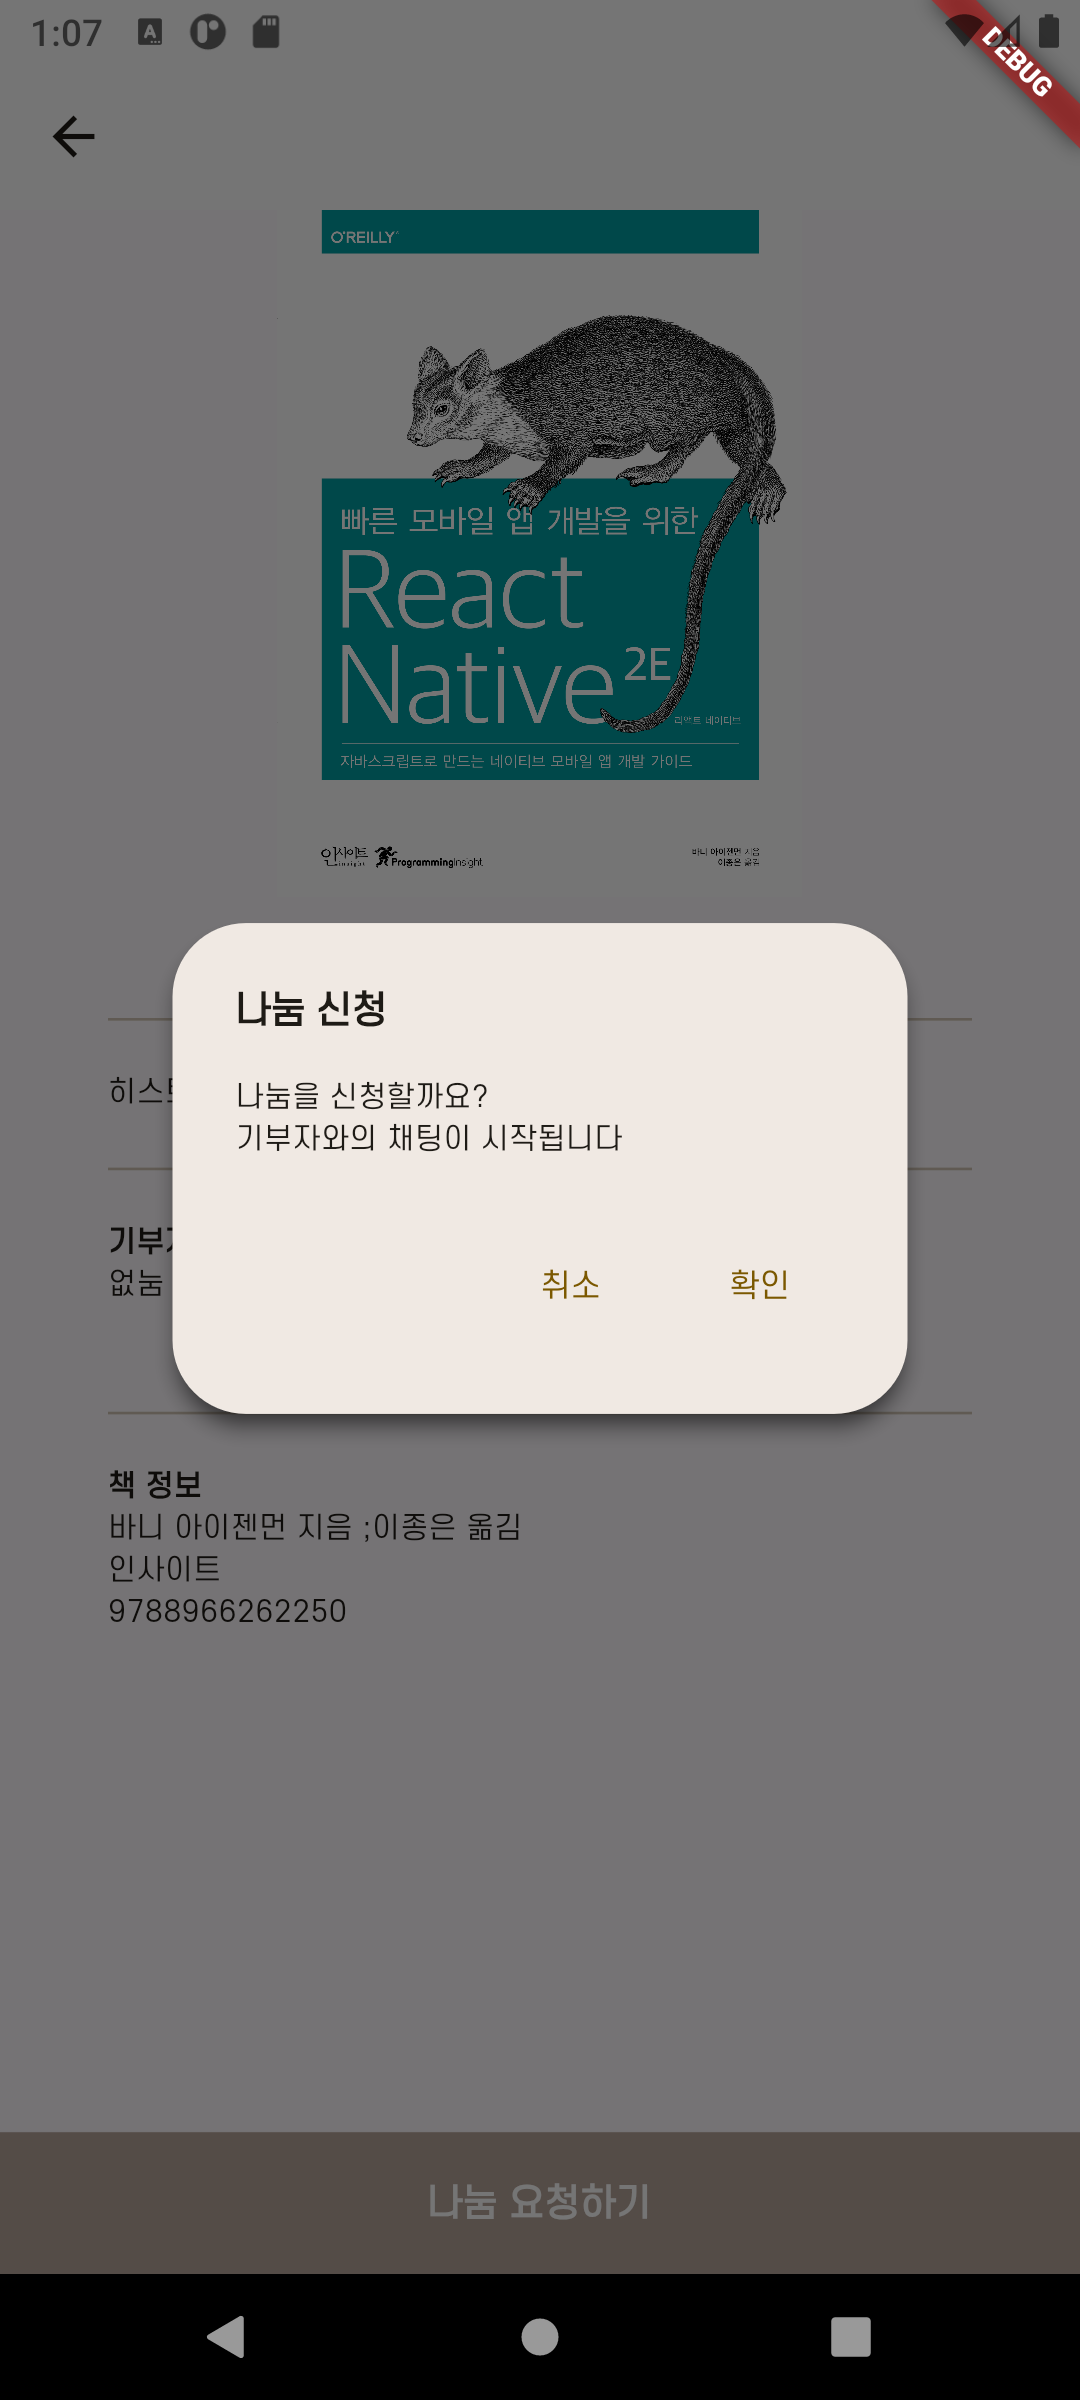 1:07
DEBUG
O'REILLY
빠른 모바일 앱 개발을 위한
React
Native 2E
리액트 네이티브
자바스크립트로 만드는 네이티브 모바일 앱 개발 가이드
인사이트 insight ProgrammingInsight
바니 아이젠먼 지음
이종은 옮김
나눔 신청
나눔을 신청할까요?
기부자와의 채팅이 시작됩니다
취소 확인
히스
기부
없눔
책 정보
바니 아이젠먼 지음 ;이종은 옮김
인사이트
9788966262250
나눔 요청하기